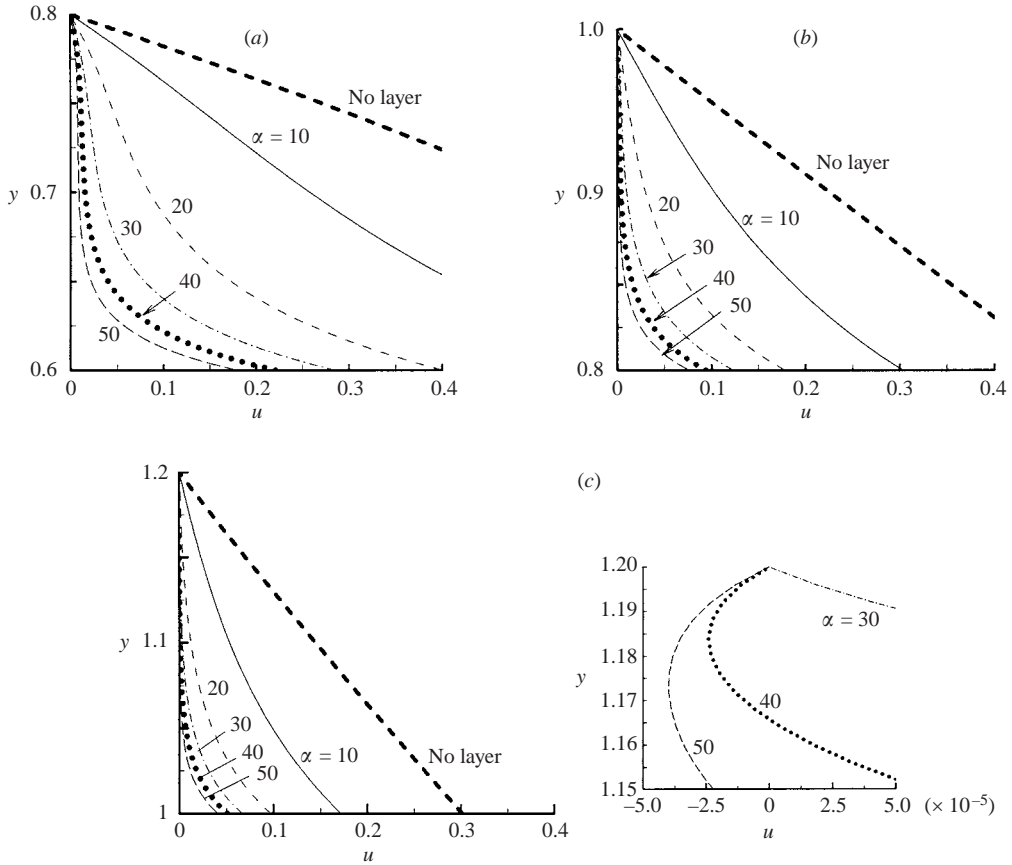 0.8
(a)
No layer
α = 10
y 0.7
20
30
40
50
0.6
0 0.1 0.2 0.3 0.4
u
1.0
(b)
No layer
y 0.9
20
α = 10
30
40
50
0.8
0 0.1 0.2 0.3 0.4
u
1.2
(c)
y 1.1
20
30
40
50
α = 10
No layer
1
0 0.1 0.2 0.3 0.4
u
1.20
1.19
α = 30
1.18
y
1.17
40
50
1.16
1.15
−5.0 −2.5 0 2.5 5.0 (× 10⁻⁵)
u